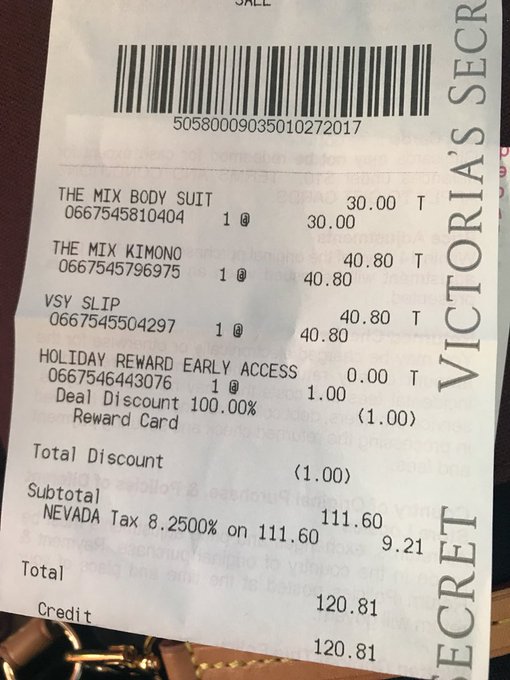 SALE
50580009035010272017
THE MIX BODY SUIT 30.00 T
0667545810404 1 @ 30.00
THE MIX KIMONO 40.80 T
0667545796975 1 @ 40.80
VSY SLIP 40.80 T
0667545504297 1 @ 40.80
HOLIDAY REWARD EARLY ACCESS 0.00 T
0667546443076 1 @ 1.00
Deal Discount 100.00% (1.00)
Reward Card
Total Discount (1.00)
Subtotal 111.60
NEVADA Tax 8.2500% on 111.60 9.21
Total 120.81
Credit 120.81
VICTORIA'S SECR
SECRET